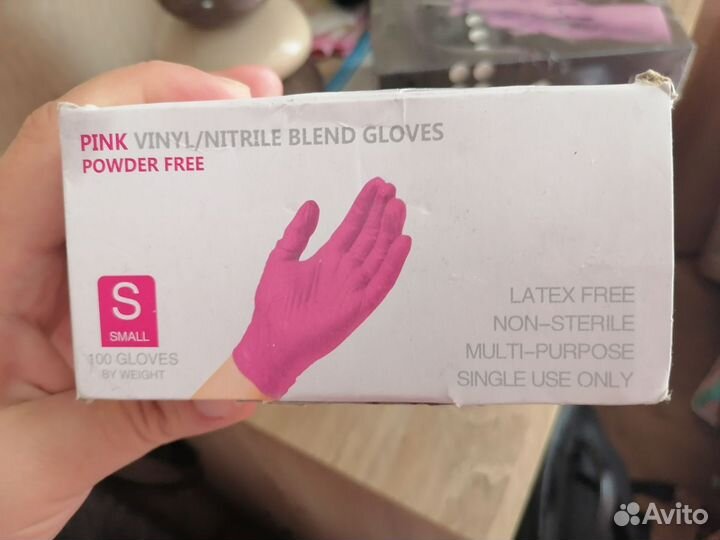 PINK VINYL/NITRILE BLEND GLOVES
POWDER FREE
S
SMALL
100 GLOVES
BY WEIGHT
LATEX FREE
NON-STERILE
MULTI-PURPOSE
SINGLE USE ONLY
Avito